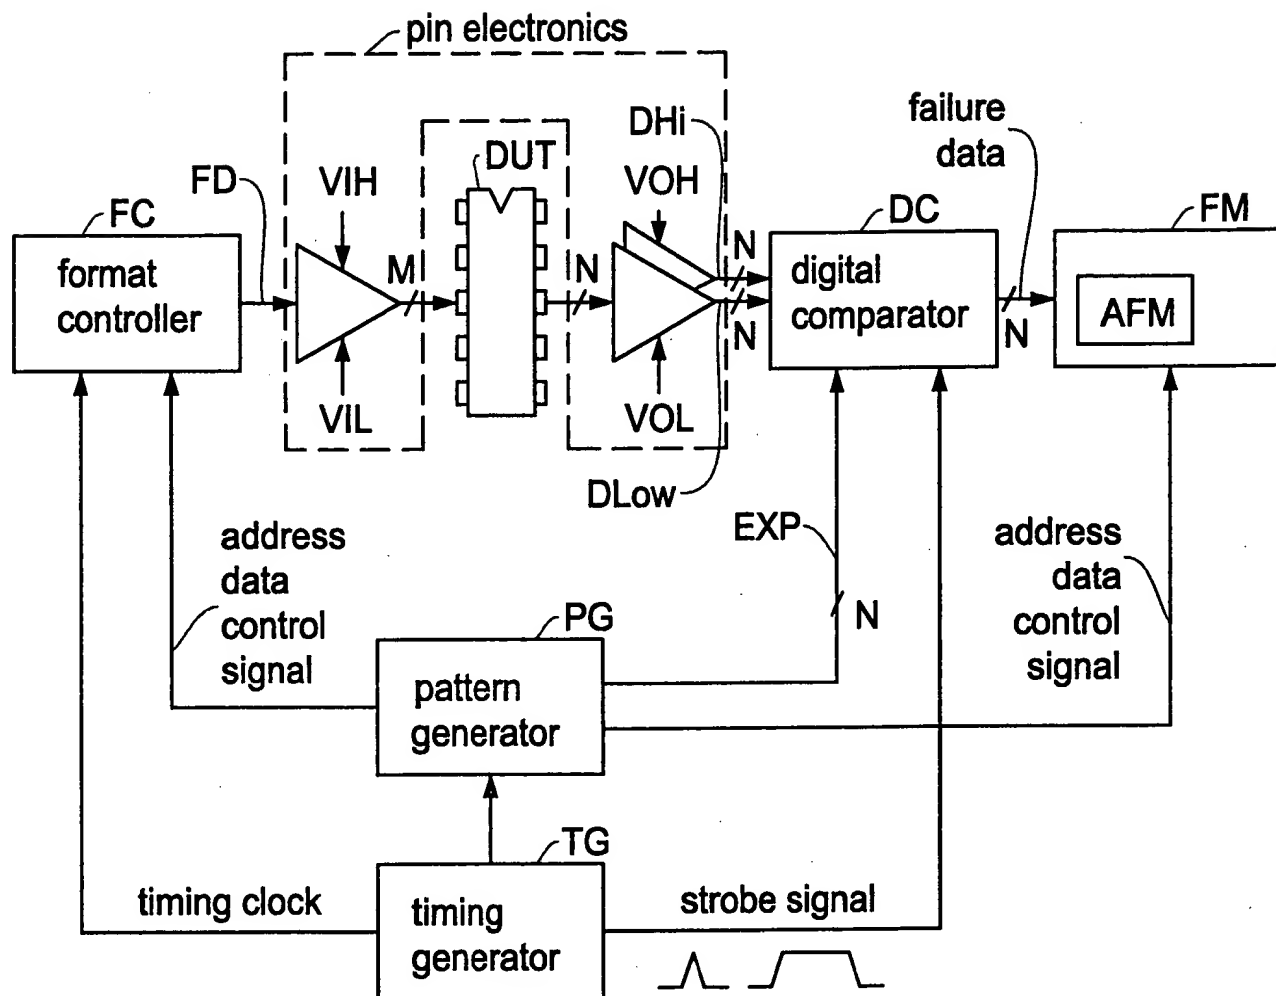 pin electronics
DHi
failure
data
FD
VIH
DUT
VOH
FC
DC
FM
format
controller
M
N
N
N
digital
comparator
N
AFM
VIL
VOL
DLow
EXP
address
data
control
signal
N
address
data
control
signal
PG
pattern
generator
TG
timing clock
timing
generator
strobe signal